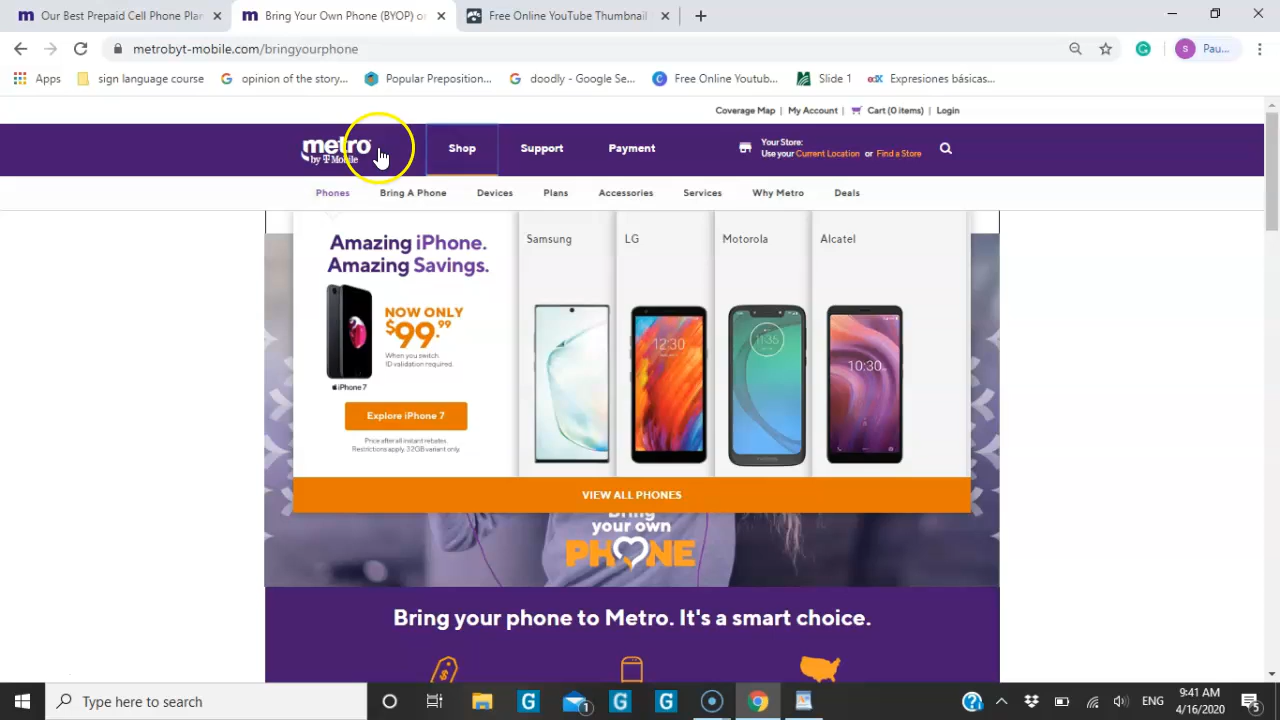 Our Best Prepaid Cell Phone Plan
Bring Your Own Phone (BYOP) or
Free Online YouTube Thumbnail
metrobyt-mobile.com/bringyourphone
Pau...
Apps
sign language course
opinion of the story...
Popular Preposition...
doodly - Google Se...
Free Online Youtub...
Slide 1
Expresiones básicas...
Coverage Map | My Account | Cart (0 items) | Login
metro
by T Mobile
Shop
Support
Payment
Your Store:
Use your Current Location or Find a Store
Phones
Bring A Phone
Devices
Plans
Accessories
Services
Why Metro
Deals
Amazing iPhone.
Amazing Savings.
NOW ONLY
$99.99
When you switch.
ID validation required.
iPhone 7
Explore iPhone 7
Price after all instant rebates.
Restrictions apply. 32GB variant only.
Samsung
LG
Motorola
Alcatel
12:30
11:35
10:30
VIEW ALL PHONES
Bring
your own
PHONE
Bring your phone to Metro. It's a smart choice.
Type here to search
ENG
9:41 AM
4/16/2020